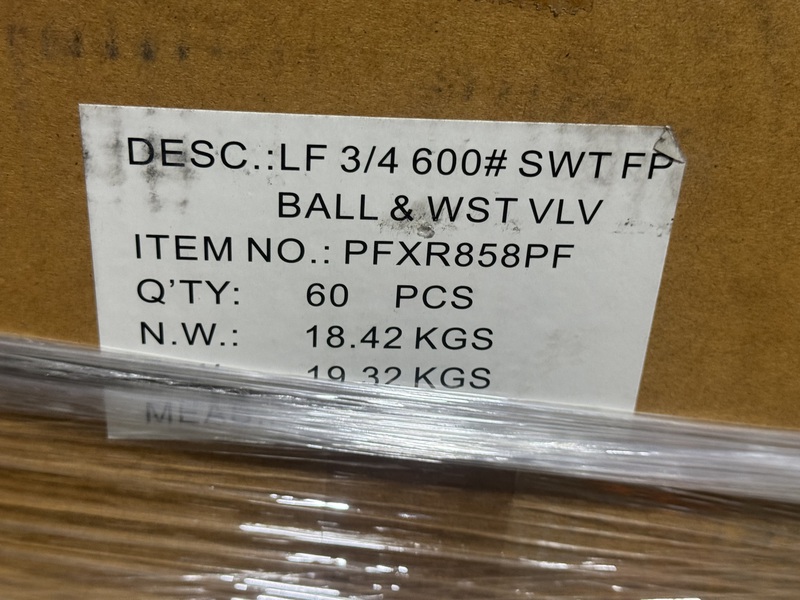 DESC.:LF 3/4 600# SWT FP
BALL & WST VLV
ITEM NO.: PFXR858PF
Q'TY: 60 PCS
N.W.: 18.42 KGS
19.32 KGS